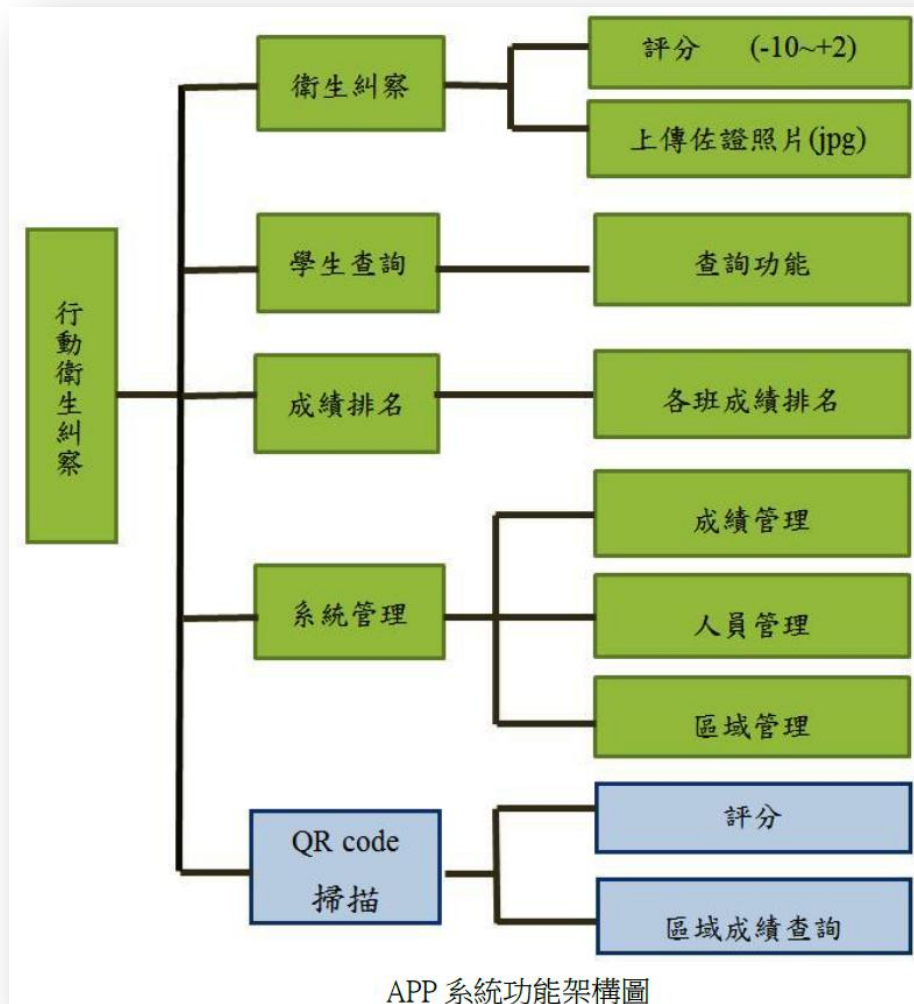 行動衛生糾察
衛生糾察
評分 (-10~+2)
上傳佐證照片(jpg)
學生查詢
查詢功能
成績排名
各班成績排名
系統管理
成績管理
人員管理
區域管理
QR code
掃描
評分
區域成績查詢
APP 系統功能架構圖